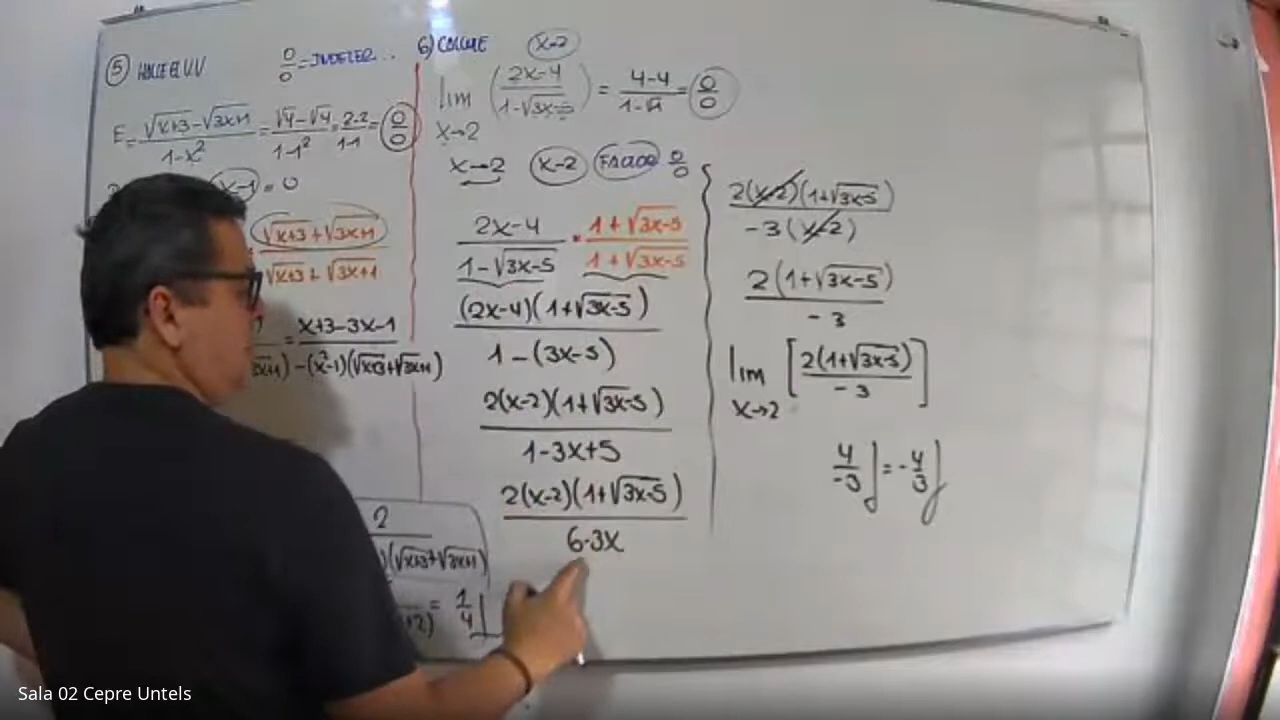 ⑤ HALLE EL V.V 0/0 = INDETER...
E = (√(x+3) - √(3x+1))/(1-x²) = (√4 - √4)/(1-1²) = (2-2)/(1-1) = 0/0
x-1 = 0
(√(x+3) + √(3x+1))/(√(x+3) + √(3x+1))
= (x+3-3x-1)/(-(x²-1)(√(x+3)+√(3x+1)))
2
(√(x+3)+√(3x+1))
= 1/4
6) CALCULE x-2
lim x→2 ((2x-4)/(1-√(3x-5))) = (4-4)/(1-√1) = 0/0
x→2 x-2 FACTOR 0/0
(2x-4)/(1-√(3x-5)) · (1+√(3x-5))/(1+√(3x-5))
(2x-4)(1+√(3x-5))/(1-(3x-5))
2(x-2)(1+√(3x-5))/(1-3x+5)
2(x-2)(1+√(3x-5))/(6-3x)
2(x-2)(1+√(3x-5))/(-3(x-2))
2(1+√(3x-5))/(-3)
lim x→2 [2(1+√(3x-5))/(-3)]
4/-3 = -4/3
Sala 02 Cepre Untels